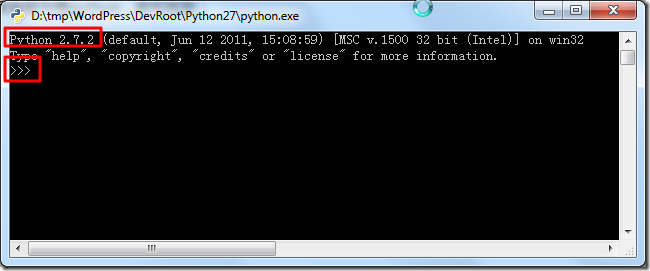 D:\tmp\WordPress\DevRoot\Python27\python.exe
Python 2.7.2 (default, Jun 12 2011, 15:08:59) [MSC v.1500 32 bit (Intel)] on win32
Type "help", "copyright", "credits" or "license" for more information.
>>>